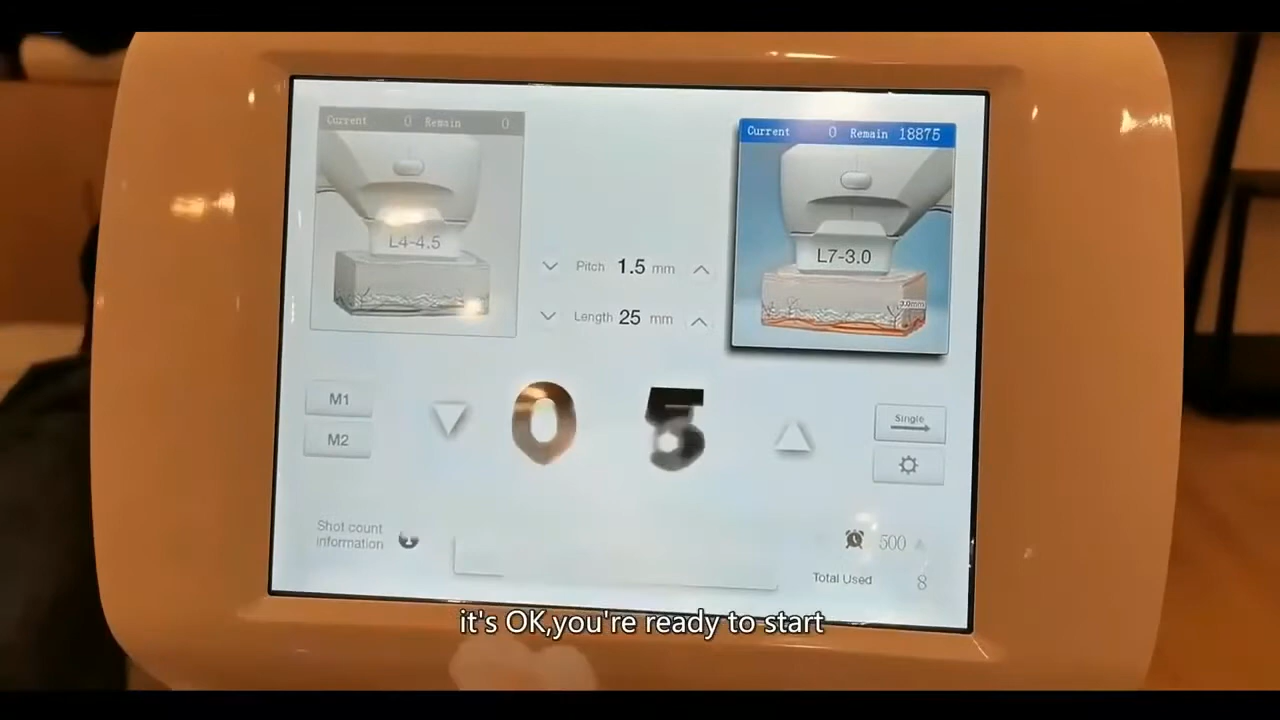 Current 0 Remain 0
Current 0 Remain 18875
L4-4.5
L7-3.0
3.0mm
Pitch 1.5 mm
Length 25 mm
M1
M2
0 5
Single
Shot count
information
500
Total Used 8
it's OK,you're ready to start